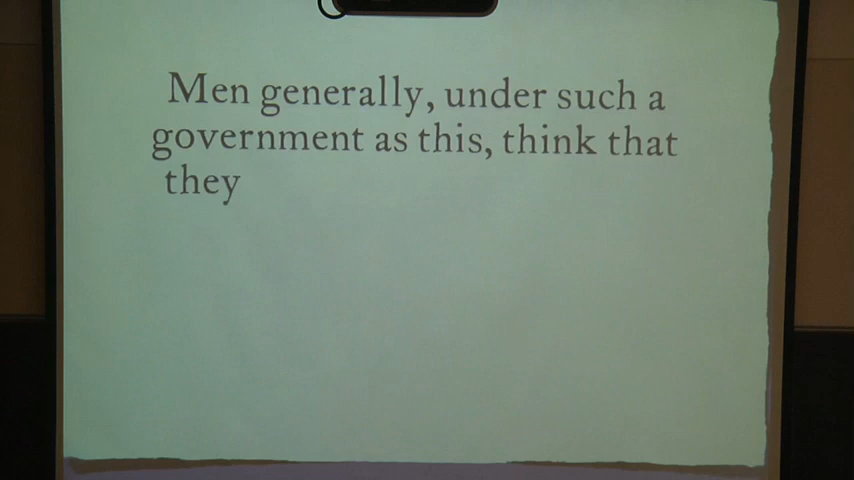 Men generally, under such a
government as this, think that
they